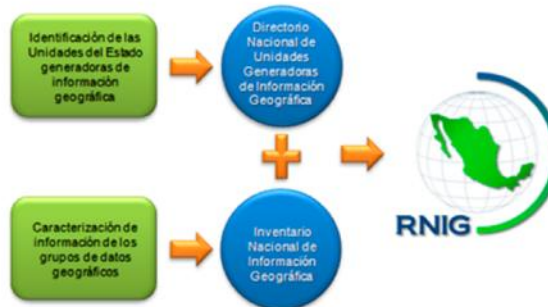 Identificación de las
Unidades del Estado
generadoras de
información
geográfica
Directorio
Nacional de
Unidades
Generadoras
de Información
Geográfica
Caracterización de
información de los
grupos de datos
geográficos
Inventario
Nacional de
Información
Geográfica
RNIG